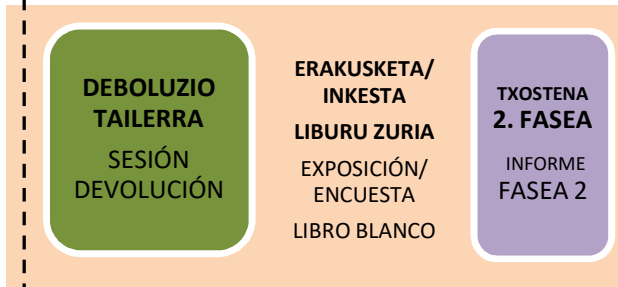 DEBOLUZIO
TAILERRA
SESIÓN
DEVOLUCIÓN
ERAKUSKETA/
INKESTA
LIBURU ZURIA
EXPOSICIÓN/
ENCUESTA
LIBRO BLANCO
TXOSTENA
2. FASEA
INFORME
FASEA 2